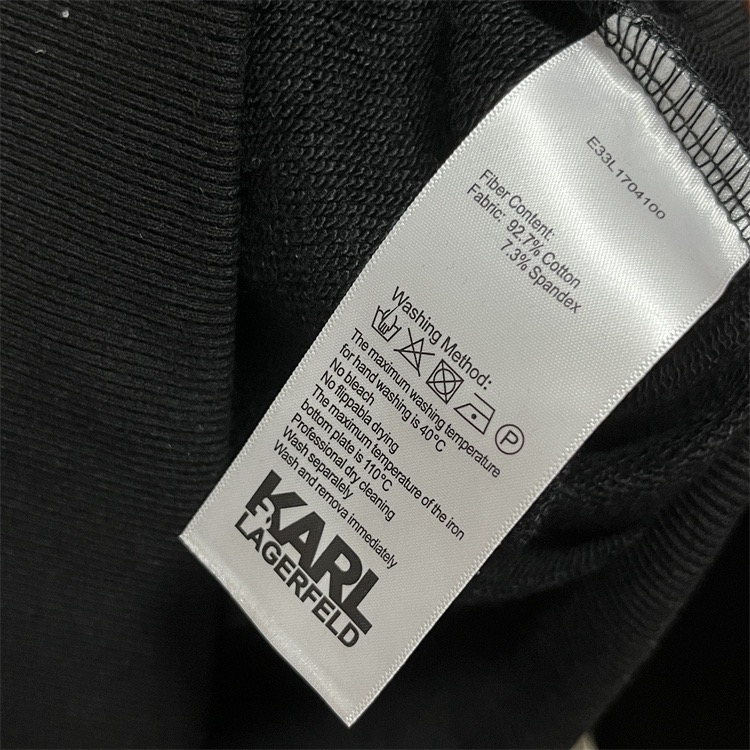 E33L1704100
Fiber Content:
Fabric: 92.7% Cotton
7.3% Spandex
Washing Method:
P
The maximum washing temperature
for hand washing is 40°C
No bleach
No flippabla drying
The maximum temperature of the iron
bottom plate is 110°C
Professional dry cleaning
Wash separately
Wash and remova immediately
KARL
LAGERFELD